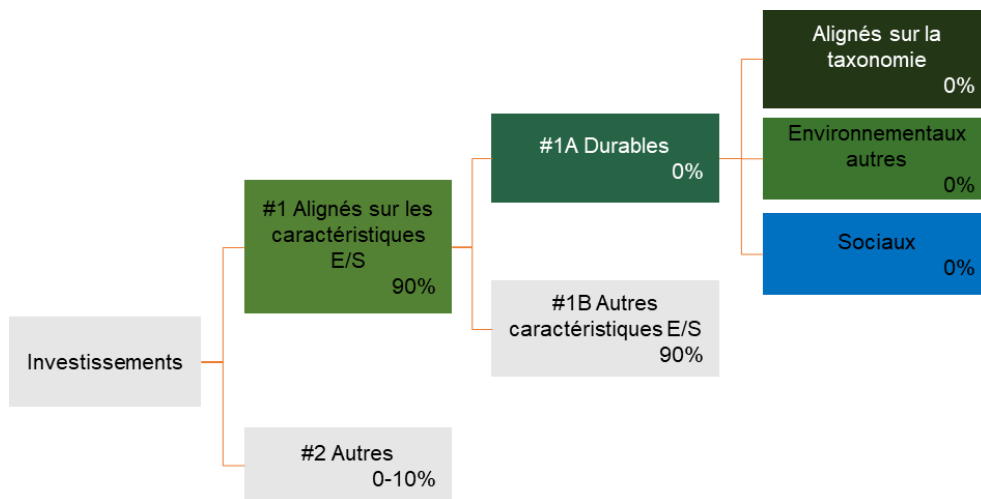 Investissements
#1 Alignés sur les
caractéristiques
E/S
90%
#2 Autres
0-10%
#1A Durables
0%
#1B Autres
caractéristiques E/S
90%
Alignés sur la
taxonomie
0%
Environnementaux
autres
0%
Sociaux
0%